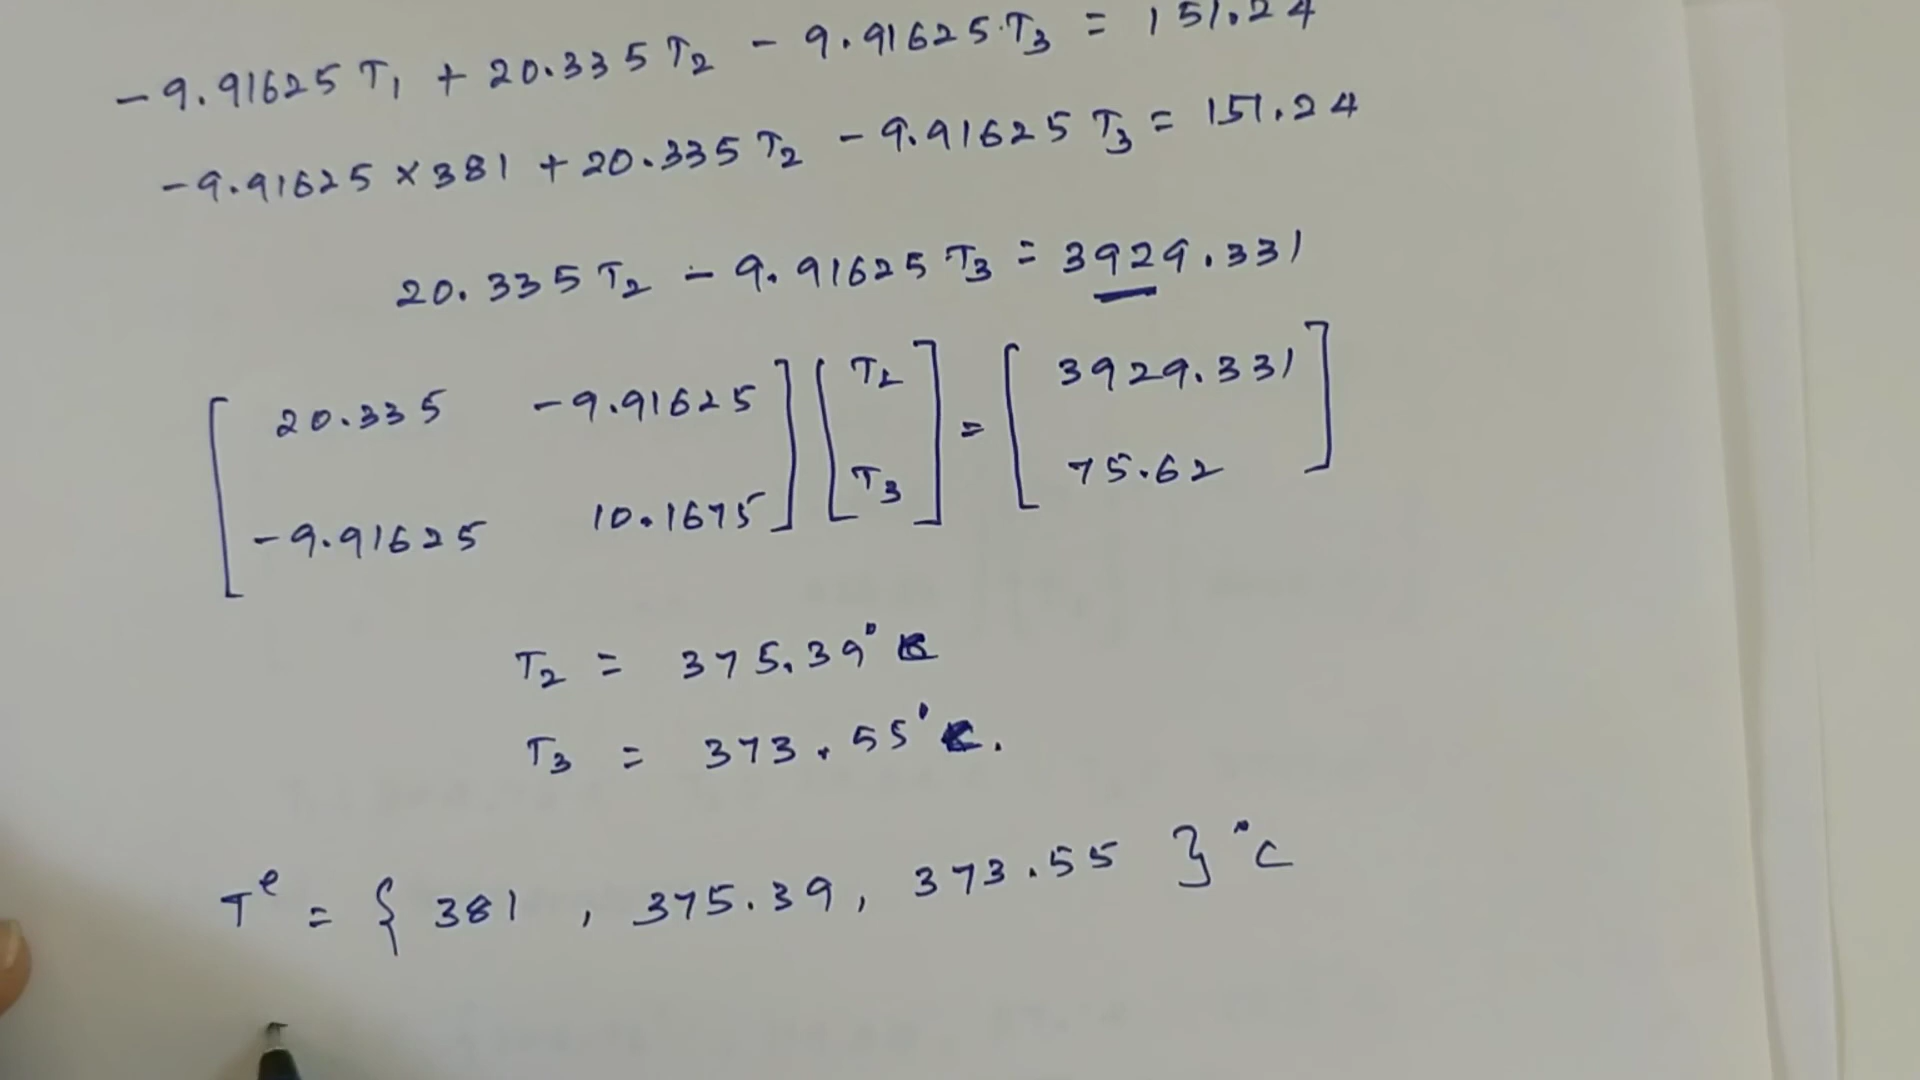 -9.91625 T₁ + 20.335 T₂ - 9.91625 T₃ = 151.24
-9.91625 × 381 + 20.335 T₂ - 9.91625 T₃ = 151.24
20.335 T₂ - 9.91625 T₃ = 3929.331
[ 20.335 -9.91625 ] [ T₂ ] = [ 3929.331 ]
[ -9.91625 10.1675 ] [ T₃ ] [ 75.62 ]
T₂ = 375.39°
T₃ = 373.55°
Tᵉ = { 381 , 375.39, 373.55 } °C